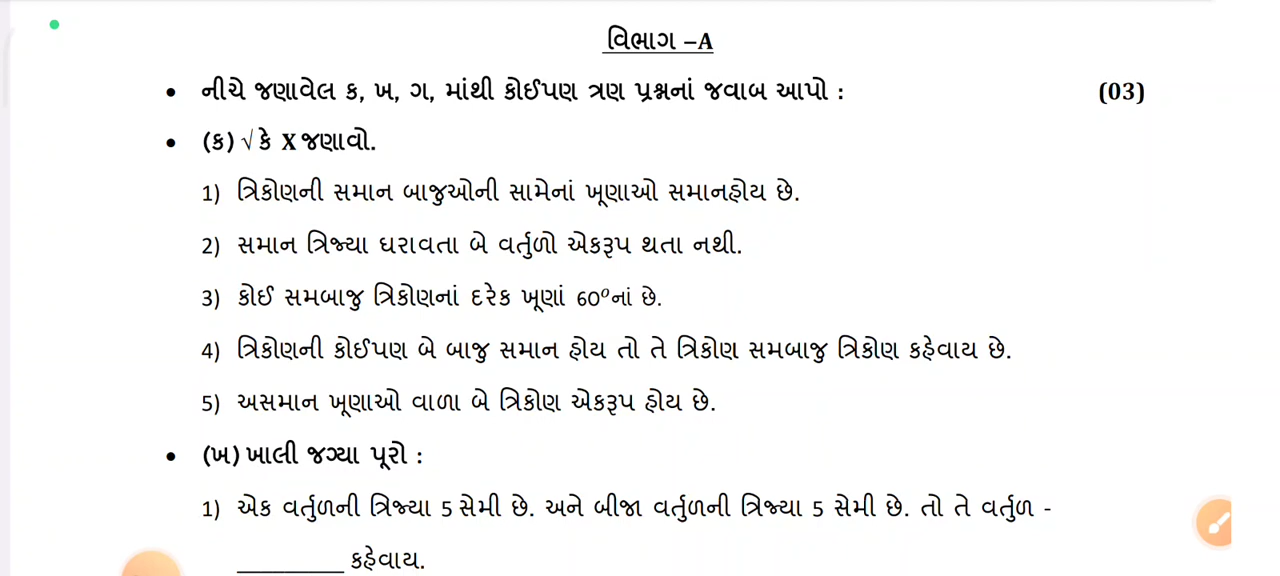 વિભાગ –A
• નીચે જણાવેલ ક, ખ, ગ, માંથી કોઈપણ ત્રણ પ્રશ્નનાં જવાબ આપો : (03)
• (ક) √ કે X જણાવો.
1) ત્રિકોણની સમાન બાજુઓની સામેનાં ખૂણાઓ સમાનહોય છે.
2) સમાન ત્રિજ્યા ધરાવતા બે વર્તુળો એકરૂપ થતા નથી.
3) કોઈ સમબાજુ ત્રિકોણનાં દરેક ખૂણાં 60⁰નાં છે.
4) ત્રિકોણની કોઈપણ બે બાજુ સમાન હોય તો તે ત્રિકોણ સમબાજુ ત્રિકોણ કહેવાય છે.
5) અસમાન ખૂણાઓ વાળા બે ત્રિકોણ એકરૂપ હોય છે.
• (ખ) ખાલી જગ્યા પૂરો :
1) એક વર્તુળની ત્રિજ્યા 5 સેમી છે. અને બીજા વર્તુળની ત્રિજ્યા 5 સેમી છે. તો તે વર્તુળ -
_________ કહેવાય.